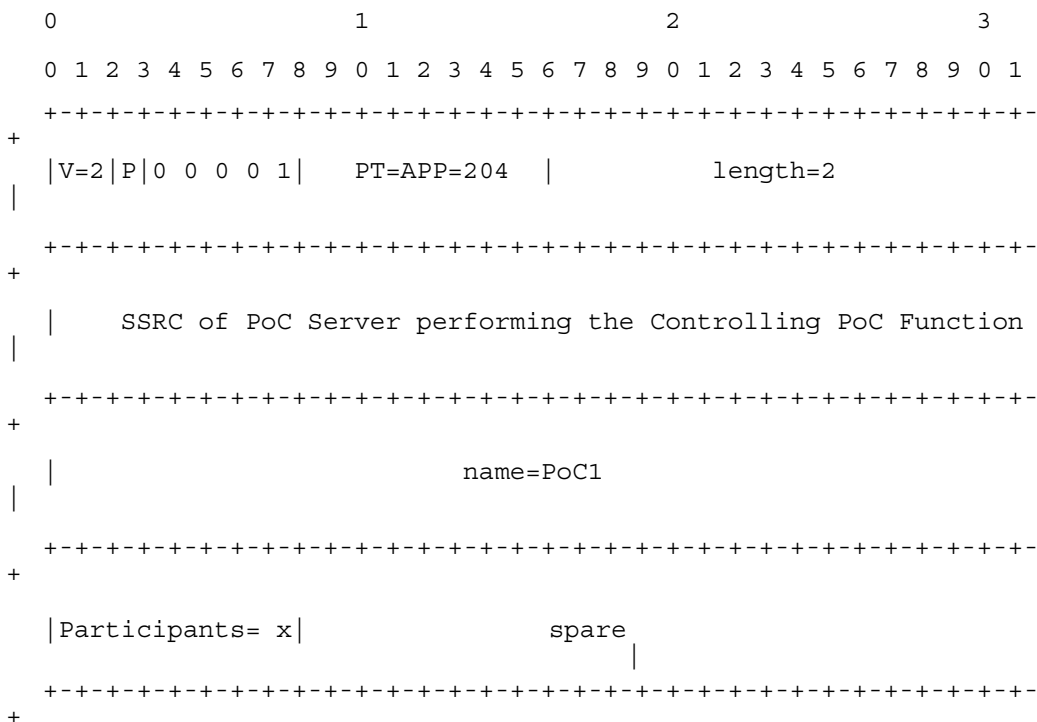 0                   1                   2                   3
0 1 2 3 4 5 6 7 8 9 0 1 2 3 4 5 6 7 8 9 0 1 2 3 4 5 6 7 8 9 0 1
+-+-+-+-+-+-+-+-+-+-+-+-+-+-+-+-+-+-+-+-+-+-+-+-+-+-+-+-+-+-+-+-
+
|V=2|P|0 0 0 0 1|   PT=APP=204  |          length=2
|
+-+-+-+-+-+-+-+-+-+-+-+-+-+-+-+-+-+-+-+-+-+-+-+-+-+-+-+-+-+-+-+-
+
|    SSRC of PoC Server performing the Controlling PoC Function
|
+-+-+-+-+-+-+-+-+-+-+-+-+-+-+-+-+-+-+-+-+-+-+-+-+-+-+-+-+-+-+-+-
+
|                          name=PoC1
|
+-+-+-+-+-+-+-+-+-+-+-+-+-+-+-+-+-+-+-+-+-+-+-+-+-+-+-+-+-+-+-+-
+
|Participants= x|               spare
|
+-+-+-+-+-+-+-+-+-+-+-+-+-+-+-+-+-+-+-+-+-+-+-+-+-+-+-+-+-+-+-+-
+